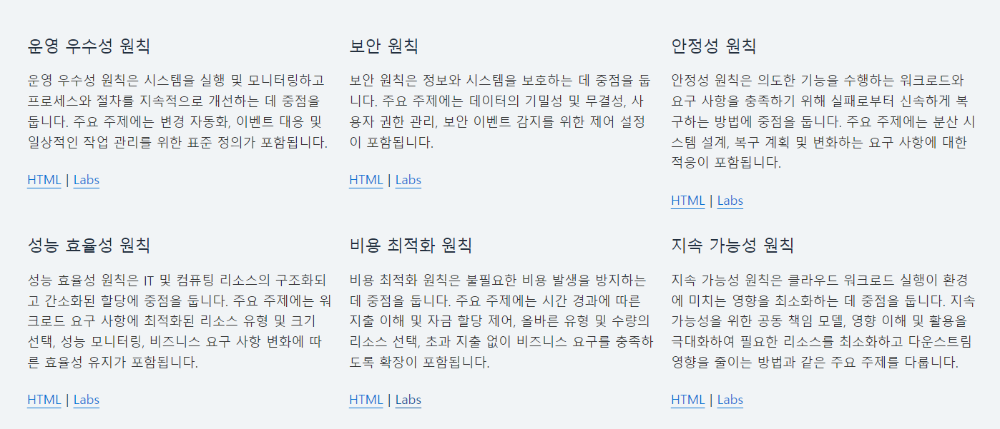 운영 우수성 원칙
운영 우수성 원칙은 시스템을 실행 및 모니터링하고
프로세스와 절차를 지속적으로 개선하는 데 중점을
둡니다. 주요 주제에는 변경 자동화, 이벤트 대응 및
일상적인 작업 관리를 위한 표준 정의가 포함됩니다.
HTML | Labs
보안 원칙
보안 원칙은 정보와 시스템을 보호하는 데 중점을 둡
니다. 주요 주제에는 데이터의 기밀성 및 무결성, 사
용자 권한 관리, 보안 이벤트 감지를 위한 제어 설정
이 포함됩니다.
HTML | Labs
안정성 원칙
안정성 원칙은 의도한 기능을 수행하는 워크로드와
요구 사항을 충족하기 위해 실패로부터 신속하게 복
구하는 방법에 중점을 둡니다. 주요 주제에는 분산 시
스템 설계, 복구 계획 및 변화하는 요구 사항에 대한
적응이 포함됩니다.
HTML | Labs
성능 효율성 원칙
성능 효율성 원칙은 IT 및 컴퓨팅 리소스의 구조화되
고 간소화된 할당에 중점을 둡니다. 주요 주제에는 워
크로드 요구 사항에 최적화된 리소스 유형 및 크기
선택, 성능 모니터링, 비즈니스 요구 사항 변화에 따
른 효율성 유지가 포함됩니다.
HTML | Labs
비용 최적화 원칙
비용 최적화 원칙은 불필요한 비용 발생을 방지하는
데 중점을 둡니다. 주요 주제에는 시간 경과에 따른
지출 이해 및 자금 할당 제어, 올바른 유형 및 수량의
리소스 선택, 초과 지출 없이 비즈니스 요구를 충족하
도록 확장이 포함됩니다.
HTML | Labs
지속 가능성 원칙
지속 가능성 원칙은 클라우드 워크로드 실행이 환경
에 미치는 영향을 최소화하는 데 중점을 둡니다. 지속
가능성을 위한 공동 책임 모델, 영향 이해 및 활용을
극대화하여 필요한 리소스를 최소화하고 다운스트림
영향을 줄이는 방법과 같은 주요 주제를 다룹니다.
HTML | Labs